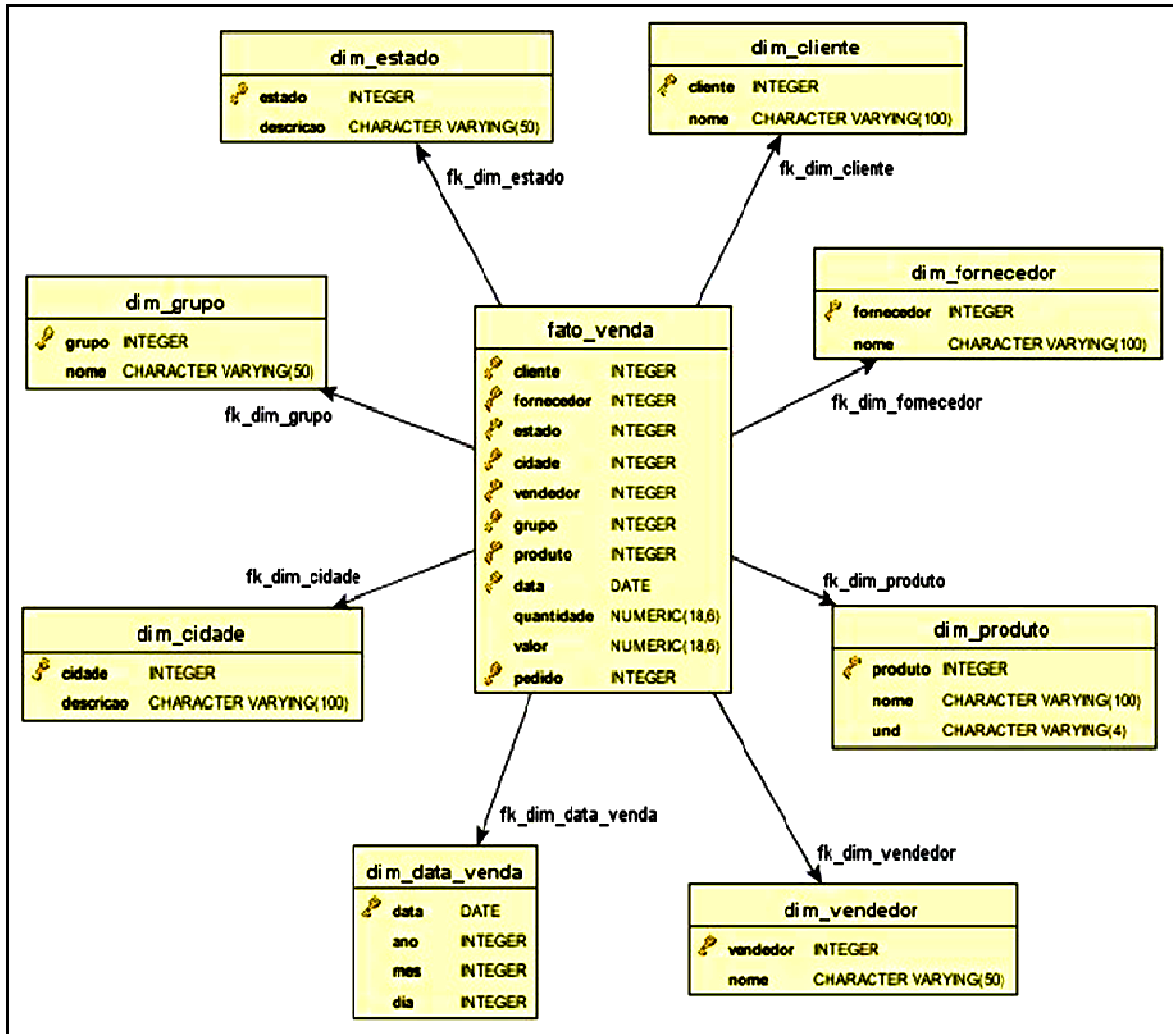 dim_estado
estado INTEGER
descricao CHARACTER VARYING(50)
fk_dim_estado
dim_cliente
cliente INTEGER
nome CHARACTER VARYING(100)
fk_dim_cliente
dim_grupo
grupo INTEGER
nome CHARACTER VARYING(50)
fk_dim_grupo
dim_fornecedor
fornecedor INTEGER
nome CHARACTER VARYING(100)
fk_dim_fornecedor
fato_venda
cliente INTEGER
fornecedor INTEGER
estado INTEGER
cidade INTEGER
vendedor INTEGER
grupo INTEGER
produto INTEGER
data DATE
quantidade NUMERIC(18,6)
valor NUMERIC(18,6)
pedido INTEGER
fk_dim_cidade
dim_cidade
cidade INTEGER
descricao CHARACTER VARYING(100)
fk_dim_produto
dim_produto
produto INTEGER
nome CHARACTER VARYING(100)
und CHARACTER VARYING(4)
fk_dim_data_venda
dim_data_venda
data DATE
ano INTEGER
mes INTEGER
dia INTEGER
fk_dim_vendedor
dim_vendedor
vendedor INTEGER
nome CHARACTER VARYING(50)